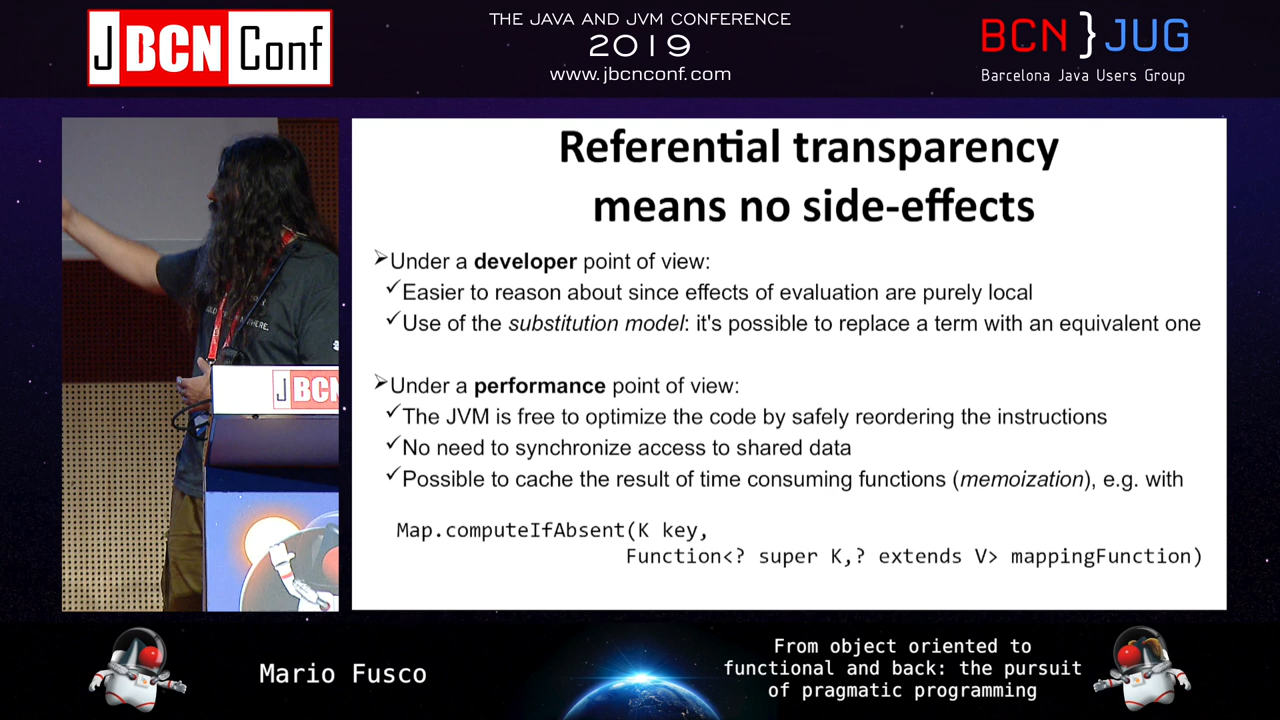 JBCNConf
THE JAVA AND JVM CONFERENCE
2019
www.jbcnconf.com
BCN}JUG
Barcelona Java Users Group
Referential transparency
means no side-effects
Under a developer point of view:
Easier to reason about since effects of evaluation are purely local
Use of the substitution model: it's possible to replace a term with an equivalent one
Under a performance point of view:
The JVM is free to optimize the code by safely reordering the instructions
No need to synchronize access to shared data
Possible to cache the result of time consuming functions (memoization), e.g. with
Map.computeIfAbsent(K key,
Function<? super K,? extends V> mappingFunction)
JBCN
Mario Fusco
From object oriented to
functional and back: the pursuit
of pragmatic programming